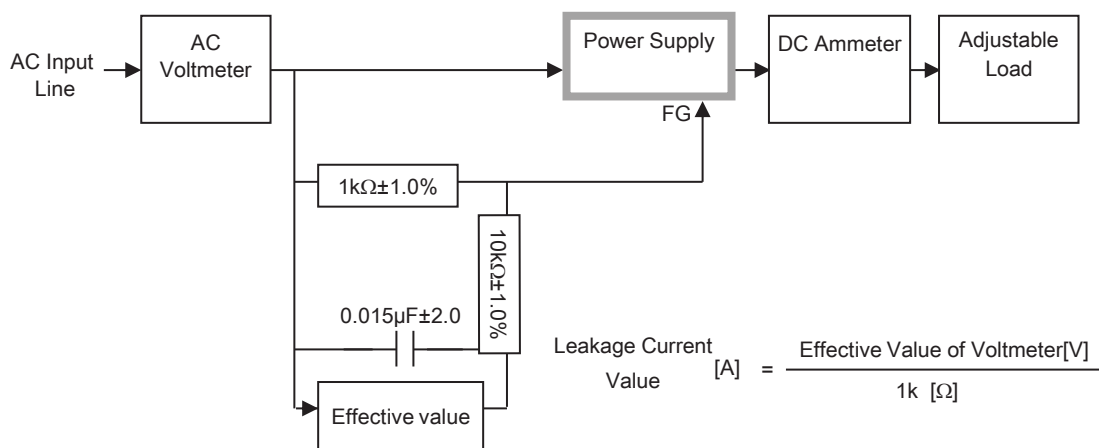 AC Input
Line
AC
Voltmeter
Power Supply
DC Ammeter
Adjustable
Load
FG
1kΩ±1.0%
10kΩ±1.0%
0.015µF±2.0
Effective value
Leakage Current
Value
[A] =
Effective Value of Voltmeter[V]
1k [Ω]